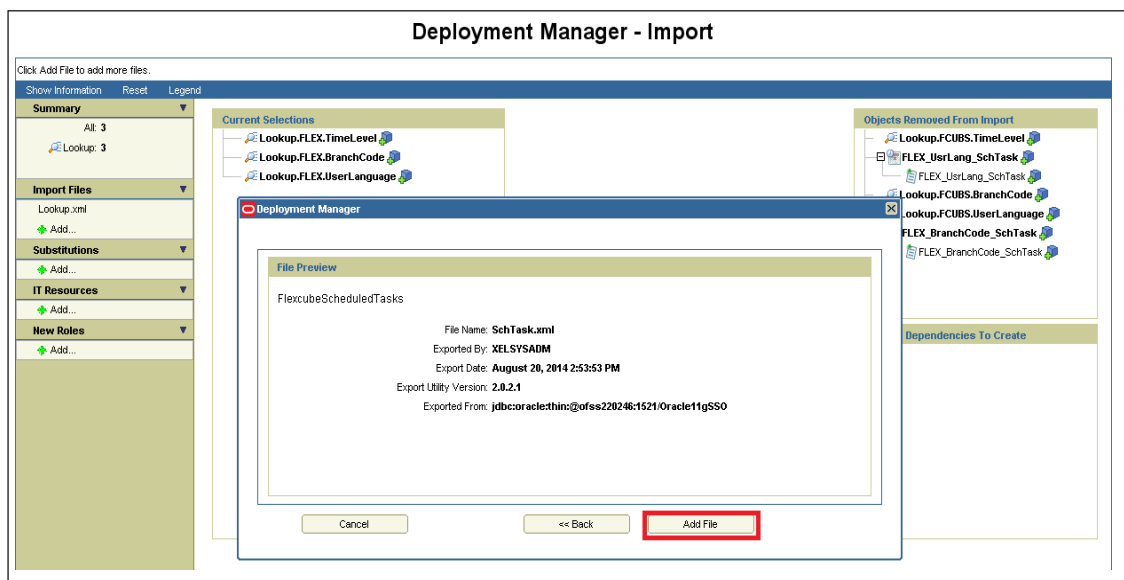 Deployment Manager - Import
Click Add File to add more files.
Show Information Reset Legend
Summary
All: 3
Lookup: 3
Import Files
Lookup.xml
Add...
Substitutions
Add...
IT Resources
Add...
New Roles
Add...
Current Selections
Lookup.FLEX.TimeLevel
Lookup.FLEX.BranchCode
Lookup.FLEX.UserLanguage
Objects Removed From Import
Lookup.FCUBS.TimeLevel
FLEX_UsrLang_SchTask
FLEX_UsrLang_SchTask
Lookup.FCUBS.BranchCode
Lookup.FCUBS.UserLanguage
FLEX_BranchCode_SchTask
FLEX_BranchCode_SchTask
Dependencies To Create
Deployment Manager
File Preview
FlexcubeScheduledTasks
File Name: SchTask.xml
Exported By: XELSYSADM
Export Date: August 20, 2014 2:53:53 PM
Export Utility Version: 2.0.2.1
Exported From: jdbc:oracle:thin:@ofss220246:1521/Oracle11gSSO
Cancel << Back Add File